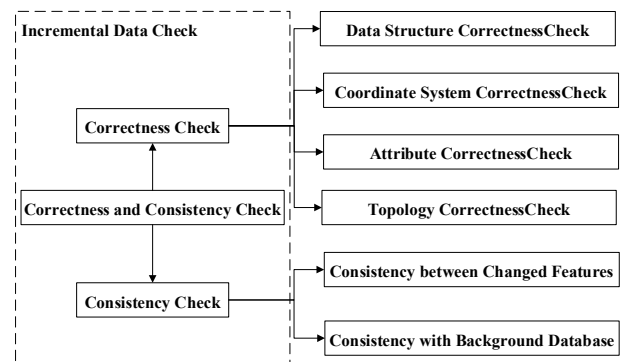 Incremental Data Check
Data Structure CorrectnessCheck
Coordinate System CorrectnessCheck
Correctness Check
Attribute CorrectnessCheck
Correctness and Consistency Check
Topology CorrectnessCheck
Consistency between Changed Features
Consistency Check
Consistency with Background Database